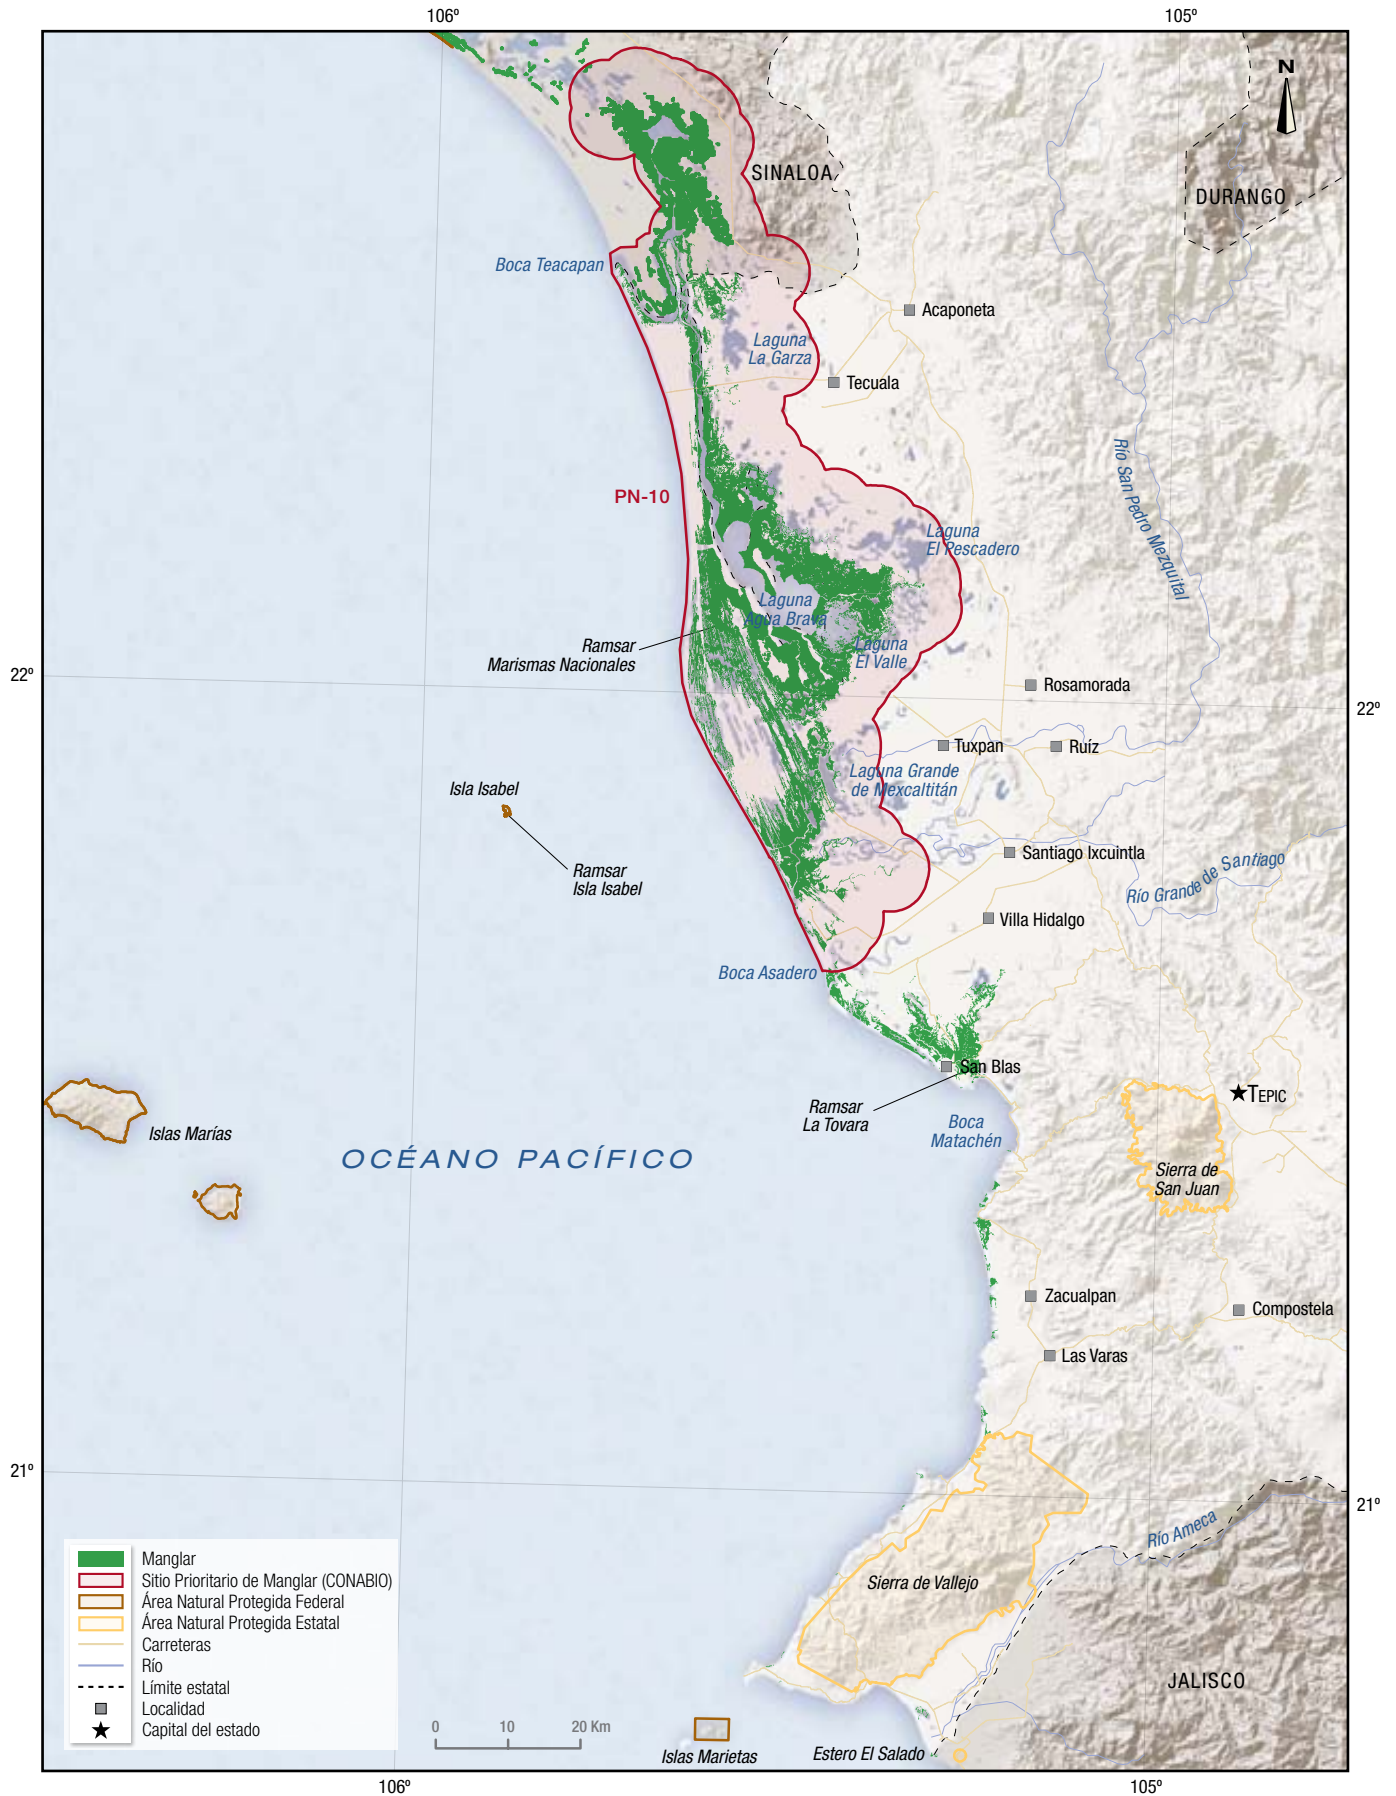 106º
105º
N
SINALOA
DURANGO
Boca Teacapan
Acaponeta
Laguna
La Garza
Tecuala
Río San Pedro Mezquital
PN-10
Laguna
El Pescadero
Laguna
Agua Brava
Ramsar
Marismas Nacionales
Laguna
El Valle
22º
22º
Rosamorada
Tuxpan
Ruíz
Laguna Grande
de Mexcaltitán
Isla Isabel
Ramsar
Isla Isabel
Santiago Ixcuintla
Río Grande de Santiago
Villa Hidalgo
Boca Asadero
San Blas
Ramsar
La Tovara
Boca
Matachén
TEPIC
Islas Marías
OCÉANO PACÍFICO
Sierra de
San Juan
Zacualpan
Compostela
Las Varas
21º
21º
Río Ameca
Sierra de Vallejo
JALISCO
Manglar
Sitio Prioritario de Manglar (CONABIO)
Área Natural Protegida Federal
Área Natural Protegida Estatal
Carreteras
Río
Límite estatal
Localidad
Capital del estado
0 10 20 Km
Islas Marietas
Estero El Salado
106º
105º